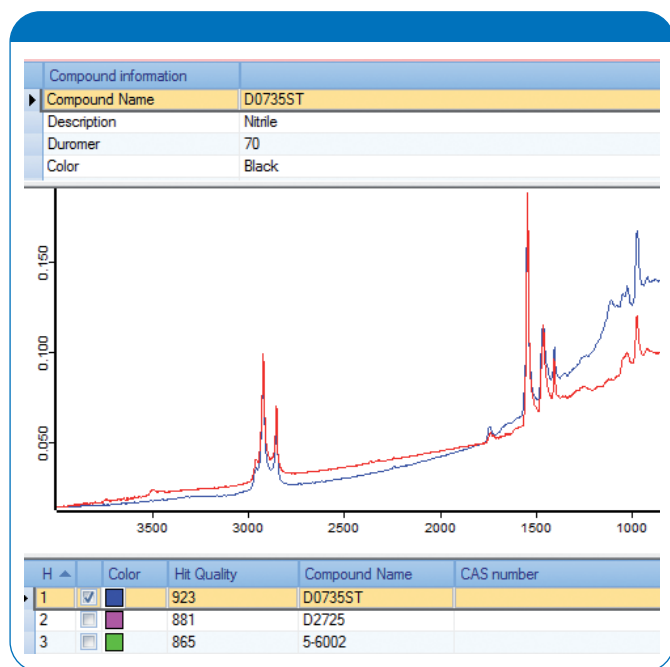 Compound information
Compound Name D0735ST
Description Nitrile
Duromer 70
Color Black
0.150
0.100
0.050
3500 3000 2500 2000 1500 1000
H Color Hit Quality Compound Name CAS number
1 923 D0735ST
2 881 D2725
3 865 5-6002